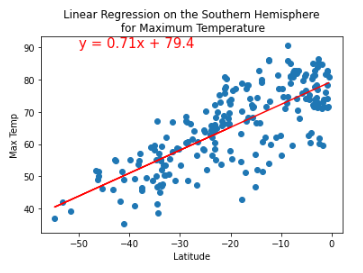 Linear Regression on the Southern Hemisphere
for Maximum Temperature
y = 0.71x + 79.4
90
80
70
60
50
40
Max Temp
−50
−40
−30
−20
−10
0
Latitude